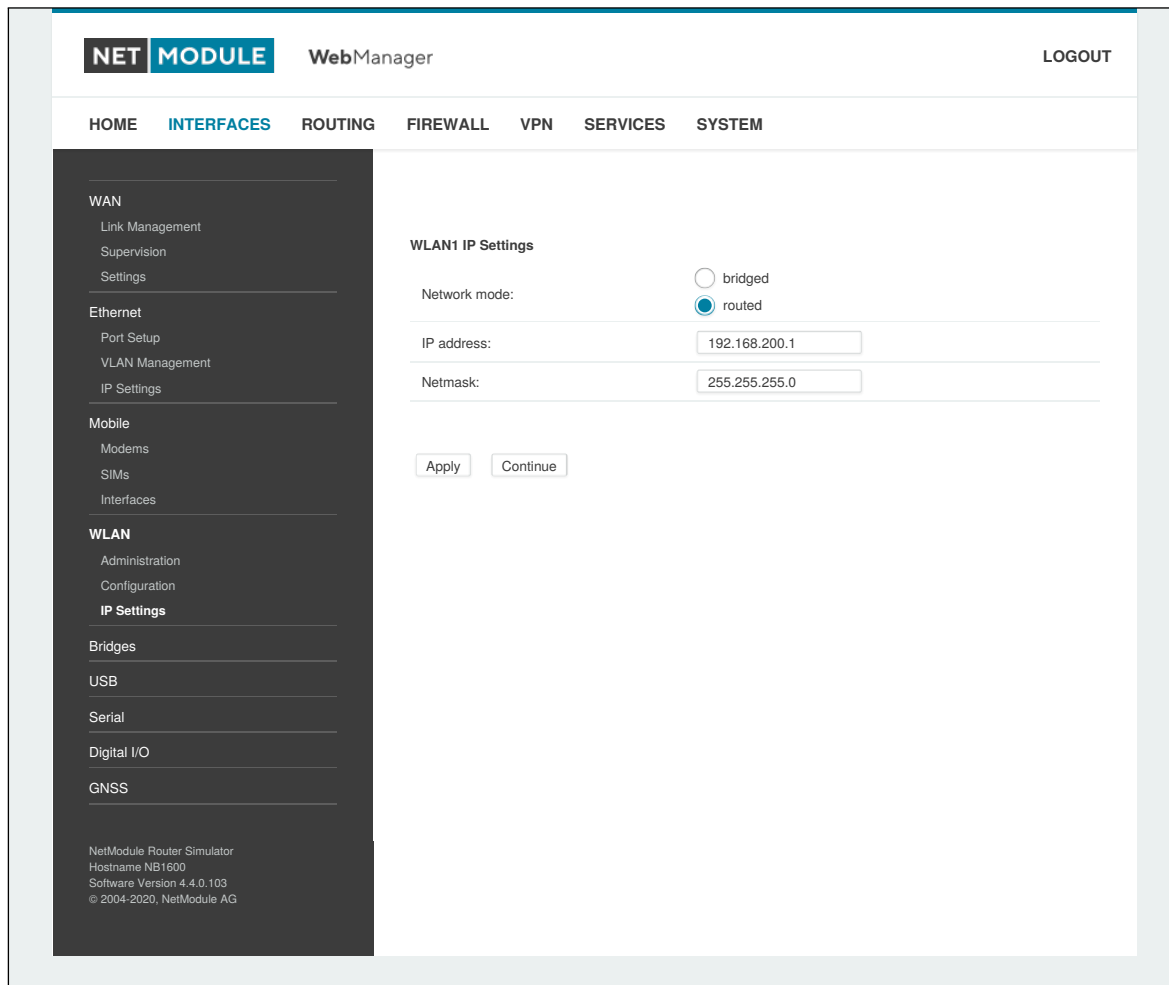 NET MODULE WebManager LOGOUT
HOME INTERFACES ROUTING FIREWALL VPN SERVICES SYSTEM
WAN
Link Management
Supervision
Settings
Ethernet
Port Setup
VLAN Management
IP Settings
Mobile
Modems
SIMs
Interfaces
WLAN
Administration
Configuration
IP Settings
Bridges
USB
Serial
Digital I/O
GNSS
NetModule Router Simulator
Hostname NB1600
Software Version 4.4.0.103
© 2004-2020, NetModule AG
WLAN1 IP Settings
Network mode:
bridged
routed
IP address: 192.168.200.1
Netmask: 255.255.255.0
Apply Continue